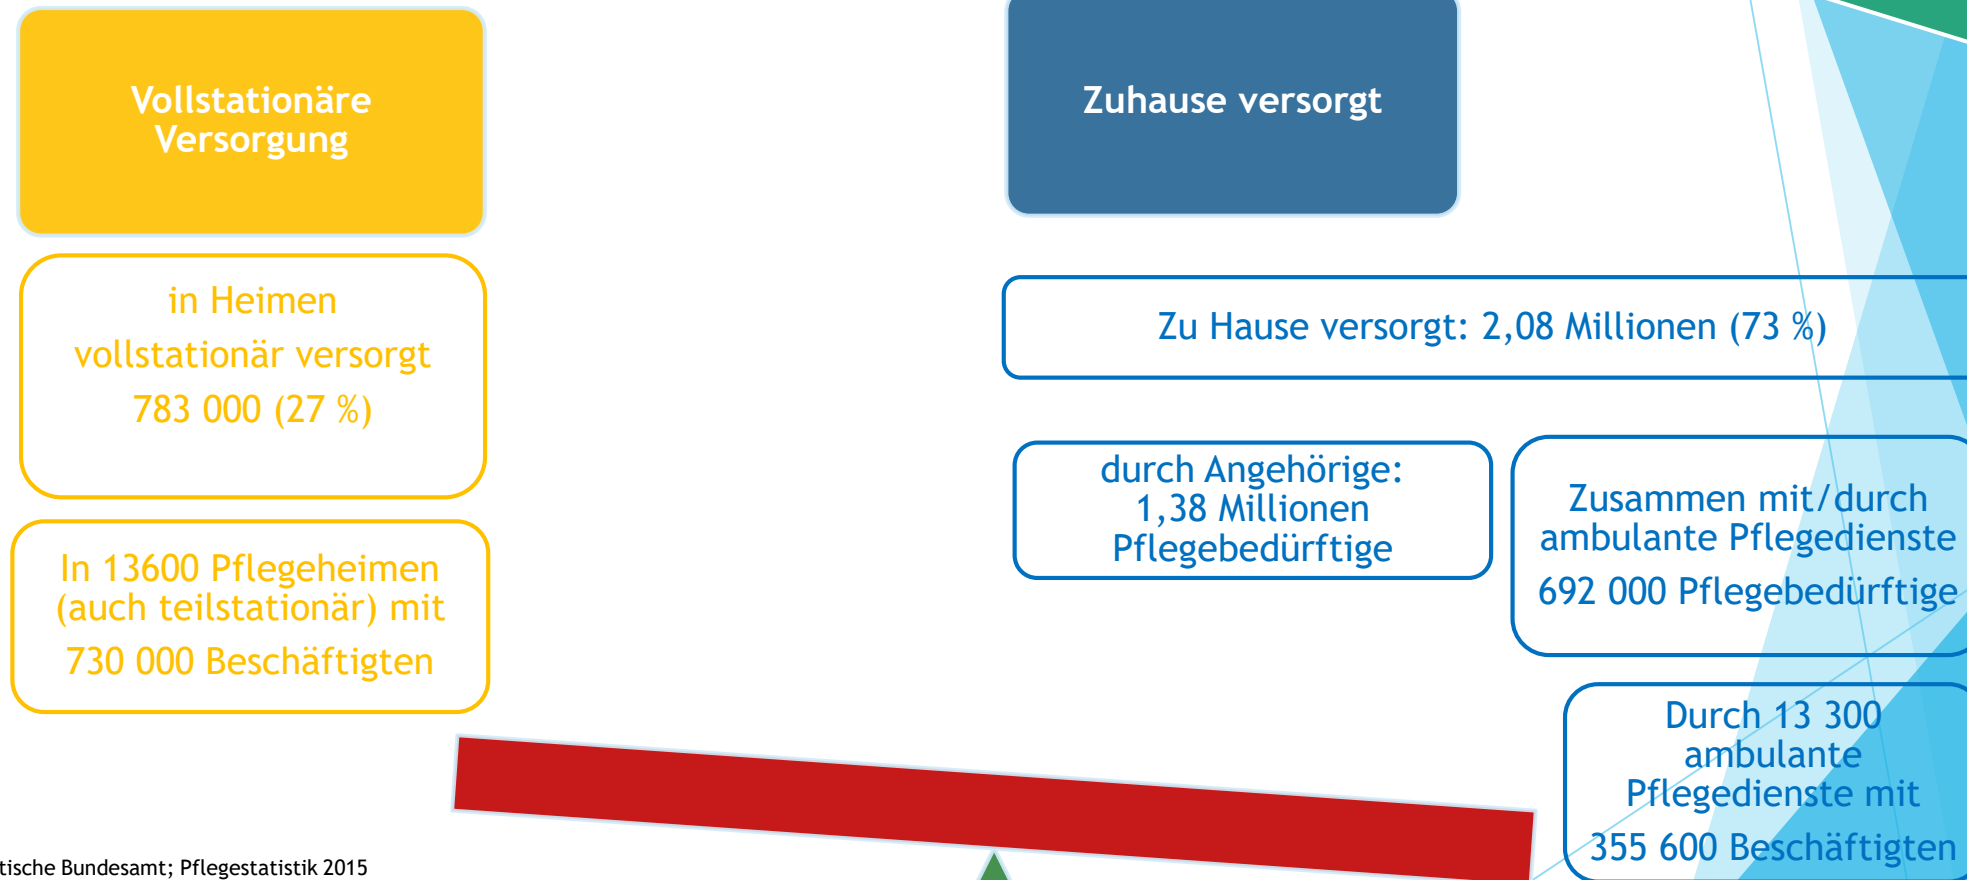 Vollstationäre
Versorgung
in Heimen
vollstationär versorgt
783 000 (27 %)
In 13600 Pflegeheimen
(auch teilstationär) mit
730 000 Beschäftigten
Zuhause versorgt
Zu Hause versorgt: 2,08 Millionen (73 %)
durch Angehörige:
1,38 Millionen
Pflegebedürftige
Zusammen mit/durch
ambulante Pflegedienste
692 000 Pflegebedürftige
Durch 13 300
ambulante
Pflegedienste mit
355 600 Beschäftigten
tische Bundesamt; Pflegestatistik 2015